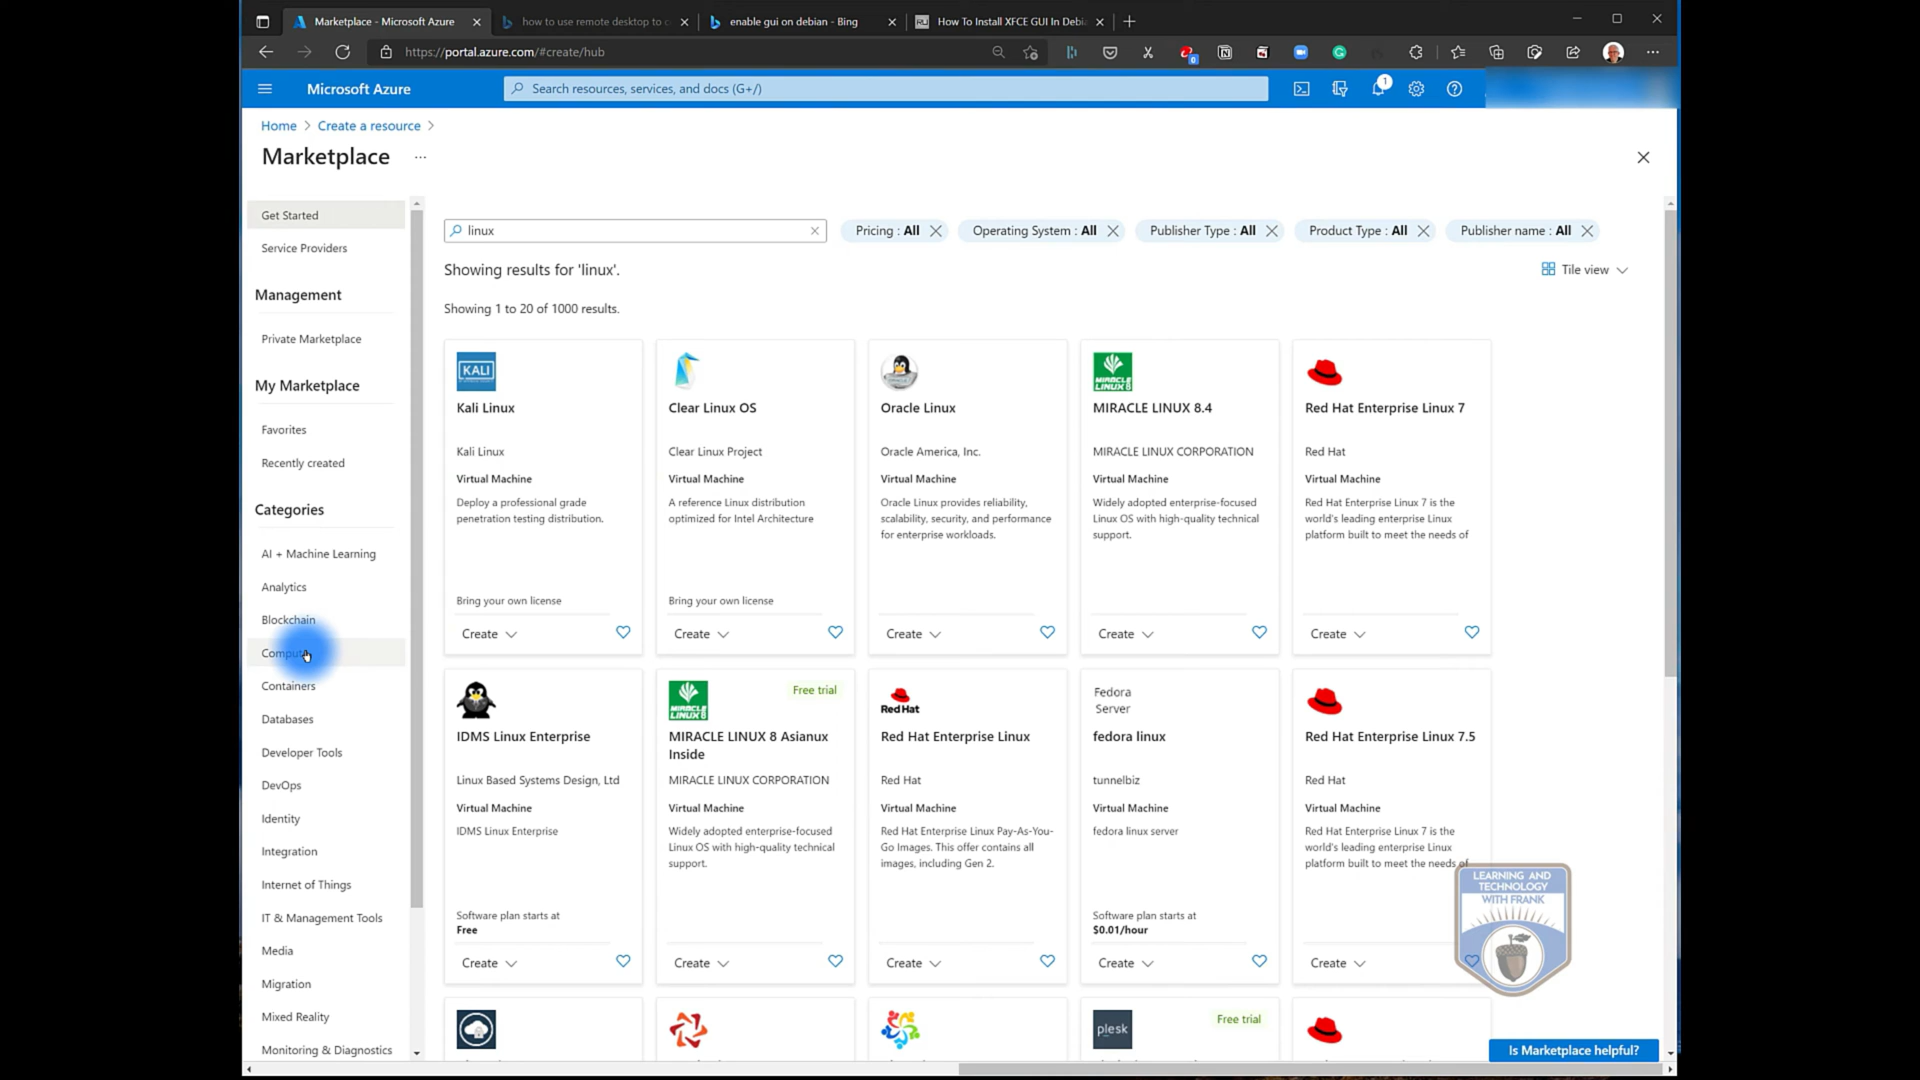 Marketplace - Microsoft Azure
how to use remote desktop to c
enable gui on debian - Bing
How To Install XFCE GUI In Debi
https://portal.azure.com/#create/hub
0
Microsoft Azure
Search resources, services, and docs (G+/)
1
Home > Create a resource >
Marketplace ...
Get Started
Service Providers
Management
Private Marketplace
My Marketplace
Favorites
Recently created
Categories
AI + Machine Learning
Analytics
Blockchain
Compute
Containers
Databases
Developer Tools
DevOps
Identity
Integration
Internet of Things
IT & Management Tools
Media
Migration
Mixed Reality
Monitoring & Diagnostics
linux
Pricing : All
Operating System : All
Publisher Type : All
Product Type : All
Publisher name : All
Showing results for 'linux'.
Tile view
Showing 1 to 20 of 1000 results.
KALI
Kali Linux
Kali Linux
Virtual Machine
Deploy a professional grade
penetration testing distribution.
Bring your own license
Create
Clear Linux OS
Clear Linux Project
Virtual Machine
A reference Linux distribution
optimized for Intel Architecture
Bring your own license
Create
Oracle Linux
Oracle America, Inc.
Virtual Machine
Oracle Linux provides reliability,
scalability, security, and performance
for enterprise workloads.
Create
MIRACLE
LINUX 8
MIRACLE LINUX 8.4
MIRACLE LINUX CORPORATION
Virtual Machine
Widely adopted enterprise-focused
Linux OS with high-quality technical
support.
Create
Red Hat Enterprise Linux 7
Red Hat
Virtual Machine
Red Hat Enterprise Linux 7 is the
world's leading enterprise Linux
platform built to meet the needs of
Create
IDMS Linux Enterprise
Linux Based Systems Design, Ltd
Virtual Machine
IDMS Linux Enterprise
Software plan starts at
Free
Create
MIRACLE
LINUX 8
Free trial
MIRACLE LINUX 8 Asianux
Inside
MIRACLE LINUX CORPORATION
Virtual Machine
Widely adopted enterprise-focused
Linux OS with high-quality technical
support.
Create
Red Hat
Red Hat Enterprise Linux
Red Hat
Virtual Machine
Red Hat Enterprise Linux Pay-As-You-
Go Images. This offer contains all
images, including Gen 2.
Create
Fedora
Server
fedora linux
tunnelbiz
Virtual Machine
fedora linux server
Software plan starts at
$0.01/hour
Create
Red Hat Enterprise Linux 7.5
Red Hat
Virtual Machine
Red Hat Enterprise Linux 7 is the
world's leading enterprise Linux
platform built to meet the needs of
Create
LEARNING AND
TECHNOLOGY
WITH FRANK
plesk
Free trial
Is Marketplace helpful?